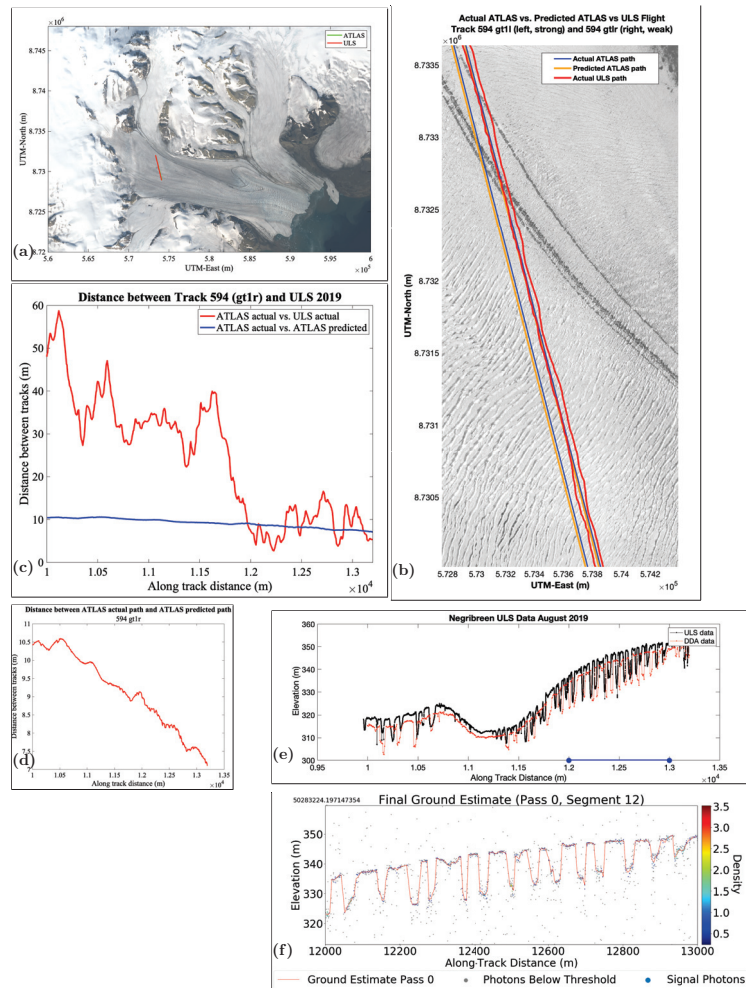 ATLAS
ULS
×10⁶
8.745
8.74
8.735
8.73
8.725
8.72
UTM-North (m)
5.6
5.65
5.7
5.75
5.8
5.85
5.9
5.95
6
UTM-East (m)
×10⁵
(a)
Actual ATLAS vs. Predicted ATLAS vs ULS Flight
Track 594 gt1l (left, strong) and 594 gtlr (right, weak)
×10⁶
Actual ATLAS path
Predicted ATLAS path
Actual ULS path
8.7335
8.733
8.7325
8.732
8.7315
8.731
8.7305
UTM-North (m)
5.728
5.73
5.732
5.734
5.736
5.738
5.74
5.742
UTM-East (m)
×10⁵
(b)
Distance between Track 594 (gt1r) and ULS 2019
ATLAS actual vs. ULS actual
ATLAS actual vs. ATLAS predicted
60
50
40
30
20
10
0
Distance between tracks (m)
1
1.05
1.1
1.15
1.2
1.25
1.3
Along track distance (m)
×10⁴
(c)
Distance between ATLAS actual path and ATLAS predicted path
594 gt1r
10.5
10
9.5
9
8.5
8
7.5
7
Distance between tracks (m)
1
1.05
1.1
1.15
1.2
1.25
1.3
1.35
Along track distance (m)
×10⁴
(d)
Negribreen ULS Data August 2019
ULS data
DDA data
360
350
340
330
320
310
300
Elevation (m)
0.95
1
1.05
1.1
1.15
1.2
1.25
1.3
1.35
Along Track Distance (m)
×10⁴
(e)
50283224.197147354
Final Ground Estimate (Pass 0, Segment 12)
350
340
330
320
Elevation (m)
12000
12200
12400
12600
12800
13000
Along-Track Distance (m)
3.5
3.0
2.5
2.0
1.5
1.0
0.5
Density
(f)
Ground Estimate Pass 0
Photons Below Threshold
Signal Photons